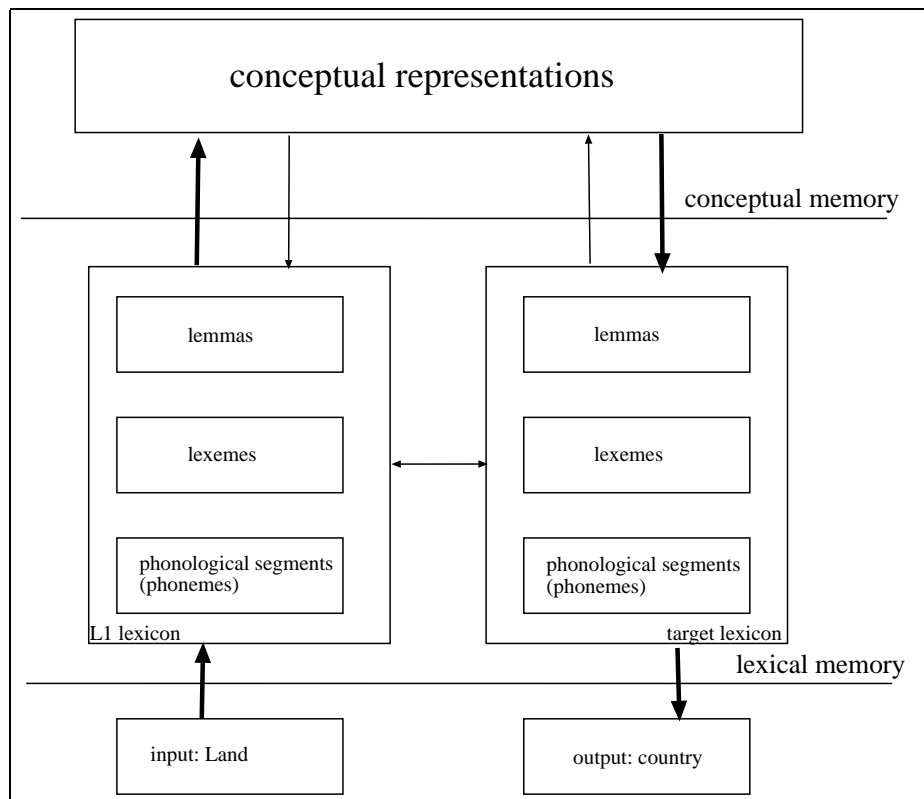 conceptual representations
conceptual memory
lemmas
lemmas
lexemes
lexemes
phonological segments
(phonemes)
phonological segments
(phonemes)
L1 lexicon
target lexicon
lexical memory
input: Land
output: country